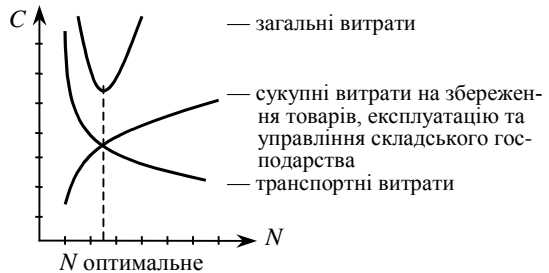 C
— загальні витрати
— сукупні витрати на збережен-
ня товарів, експлуатацію та
управління складського гос-
подарства
— транспортні витрати
N
N оптимальне